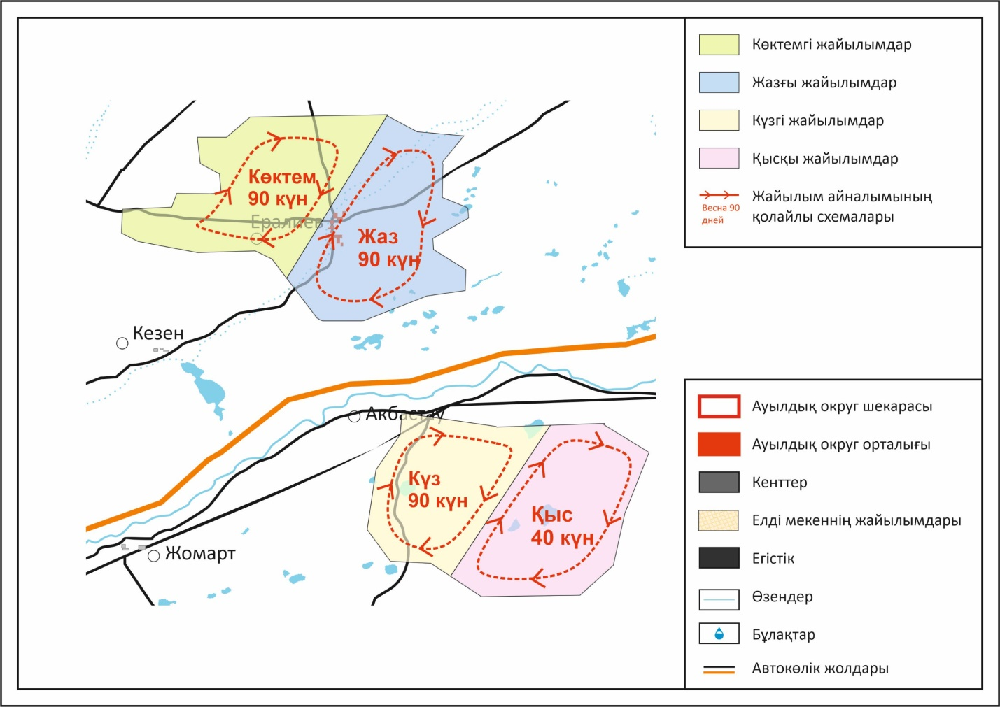 Көктем
90 күн
Ералиев
Жаз
90 күн
Кезен
Акбастау
Күз
90 күн
Қыс
40 күн
Жомарт
Көктемгі жайылымдар
Жазғы жайылымдар
Күзгі жайылымдар
Қысқы жайылымдар
Весна 90
дней
Жайылым айналымының
қолайлы схемалары
Ауылдық округ шекарасы
Ауылдық округ орталығы
Кенттер
Елді мекеннің жайылымдары
Егістік
Өзендер
Бұлақтар
Автокөлік жолдары